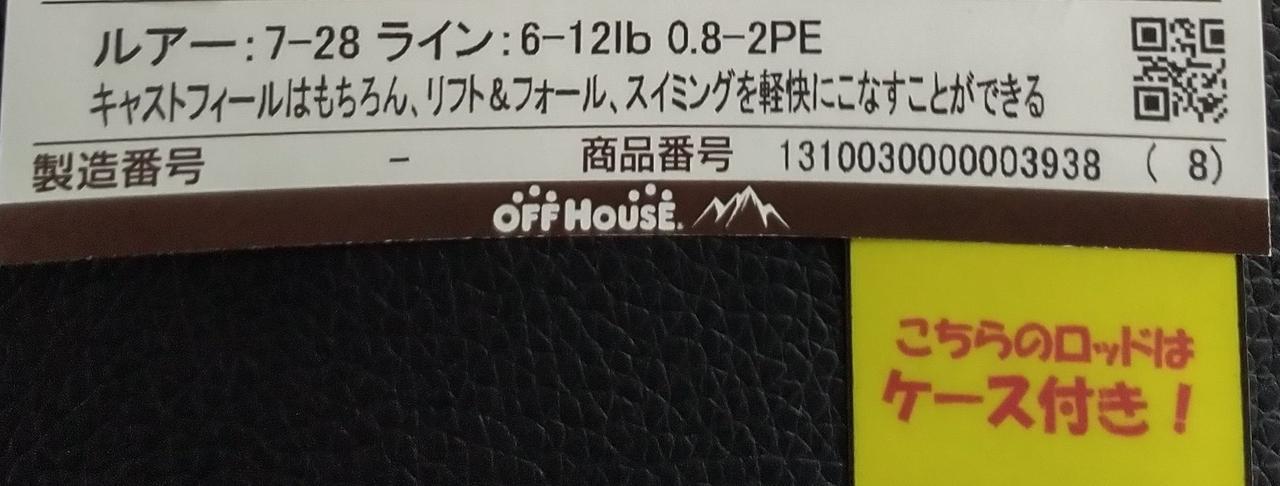 ルアー：7-28 ライン：6-12lb 0.8-2PE
キャストフィールはもちろん、リフト&フォール、スイミングを軽快にこなすことができる
製造番号 - 商品番号 1310030000003938 ( 8)
OFF HOUSE.
こちらのロッドは
ケース付き！